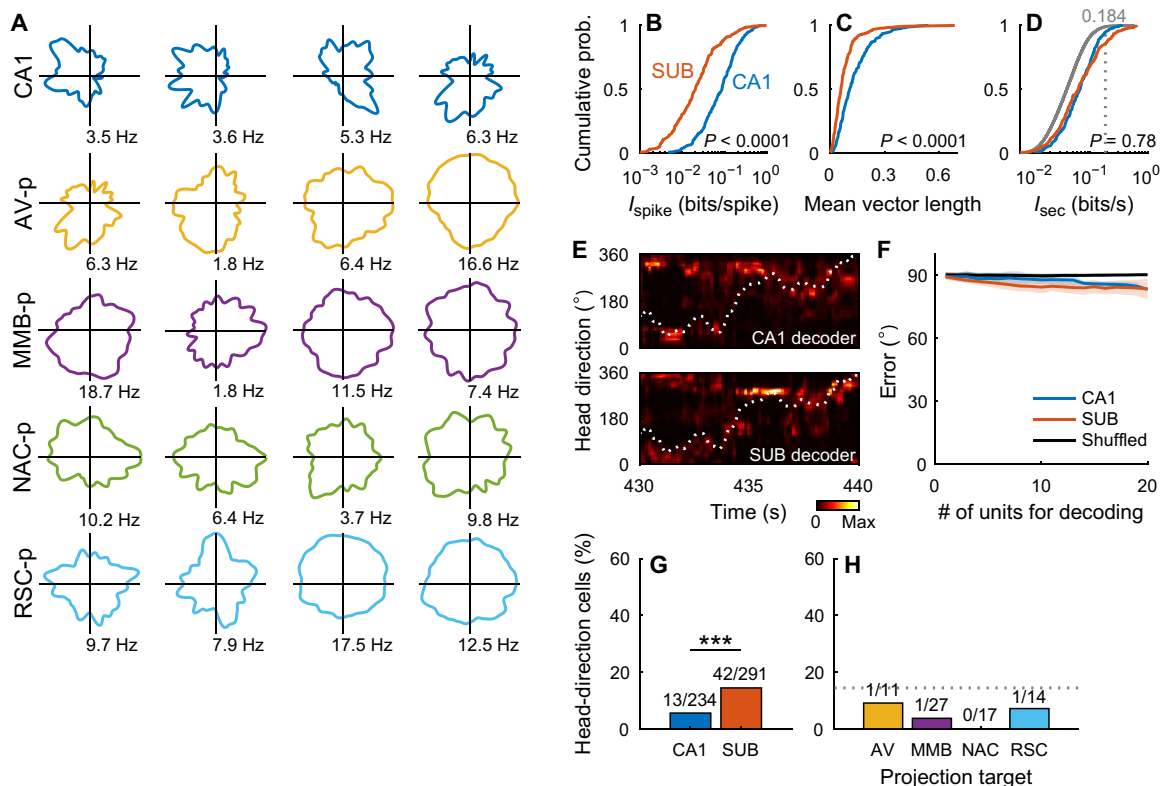 A
CA1
3.5 Hz
3.6 Hz
5.3 Hz
6.3 Hz
AV-p
6.3 Hz
1.8 Hz
6.4 Hz
16.6 Hz
MMB-p
18.7 Hz
1.8 Hz
11.5 Hz
7.4 Hz
NAC-p
10.2 Hz
6.4 Hz
3.7 Hz
9.8 Hz
RSC-p
9.7 Hz
7.9 Hz
17.5 Hz
12.5 Hz
B
Cumulative prob.
1
0.5
0
SUB
CA1
P < 0.0001
10⁻³
10⁻²
10⁻¹
10⁰
I_spike (bits/spike)
C
1
0.5
0
P < 0.0001
0
0.3
0.6
Mean vector length
D
0.184
1
0.5
0
P = 0.78
10⁻²
10⁻¹
10⁰
I_sec (bits/s)
E
Head direction (°)
360
180
0
CA1 decoder
360
180
0
SUB decoder
430
435
440
Time (s)
0 Max
F
Error (°)
90
60
30
0
CA1
SUB
Shuffled
0
10
20
# of units for decoding
G
Head-direction cells (%)
60
40
20
0
***
13/234
42/291
CA1
SUB
H
60
40
20
0
1/11
1/27
0/17
1/14
AV
MMB
NAC
RSC
Projection target